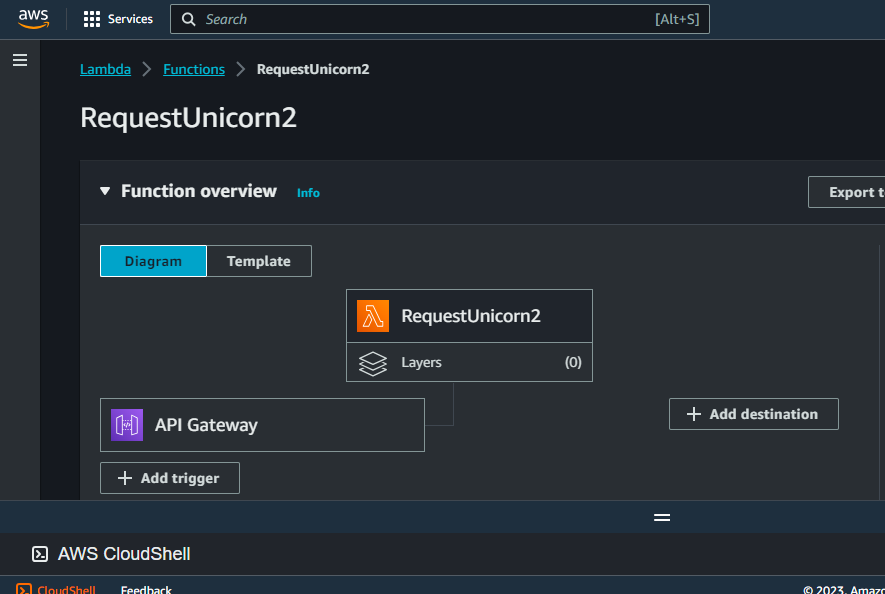 aws
Services
Search
[Alt+S]
Lambda
Functions
RequestUnicorn2
RequestUnicorn2
Function overview
Info
Export t
Diagram
Template
RequestUnicorn2
Layers
(0)
API Gateway
Add destination
Add trigger
AWS CloudShell
CloudShell
Feedback
© 2023, Amazo